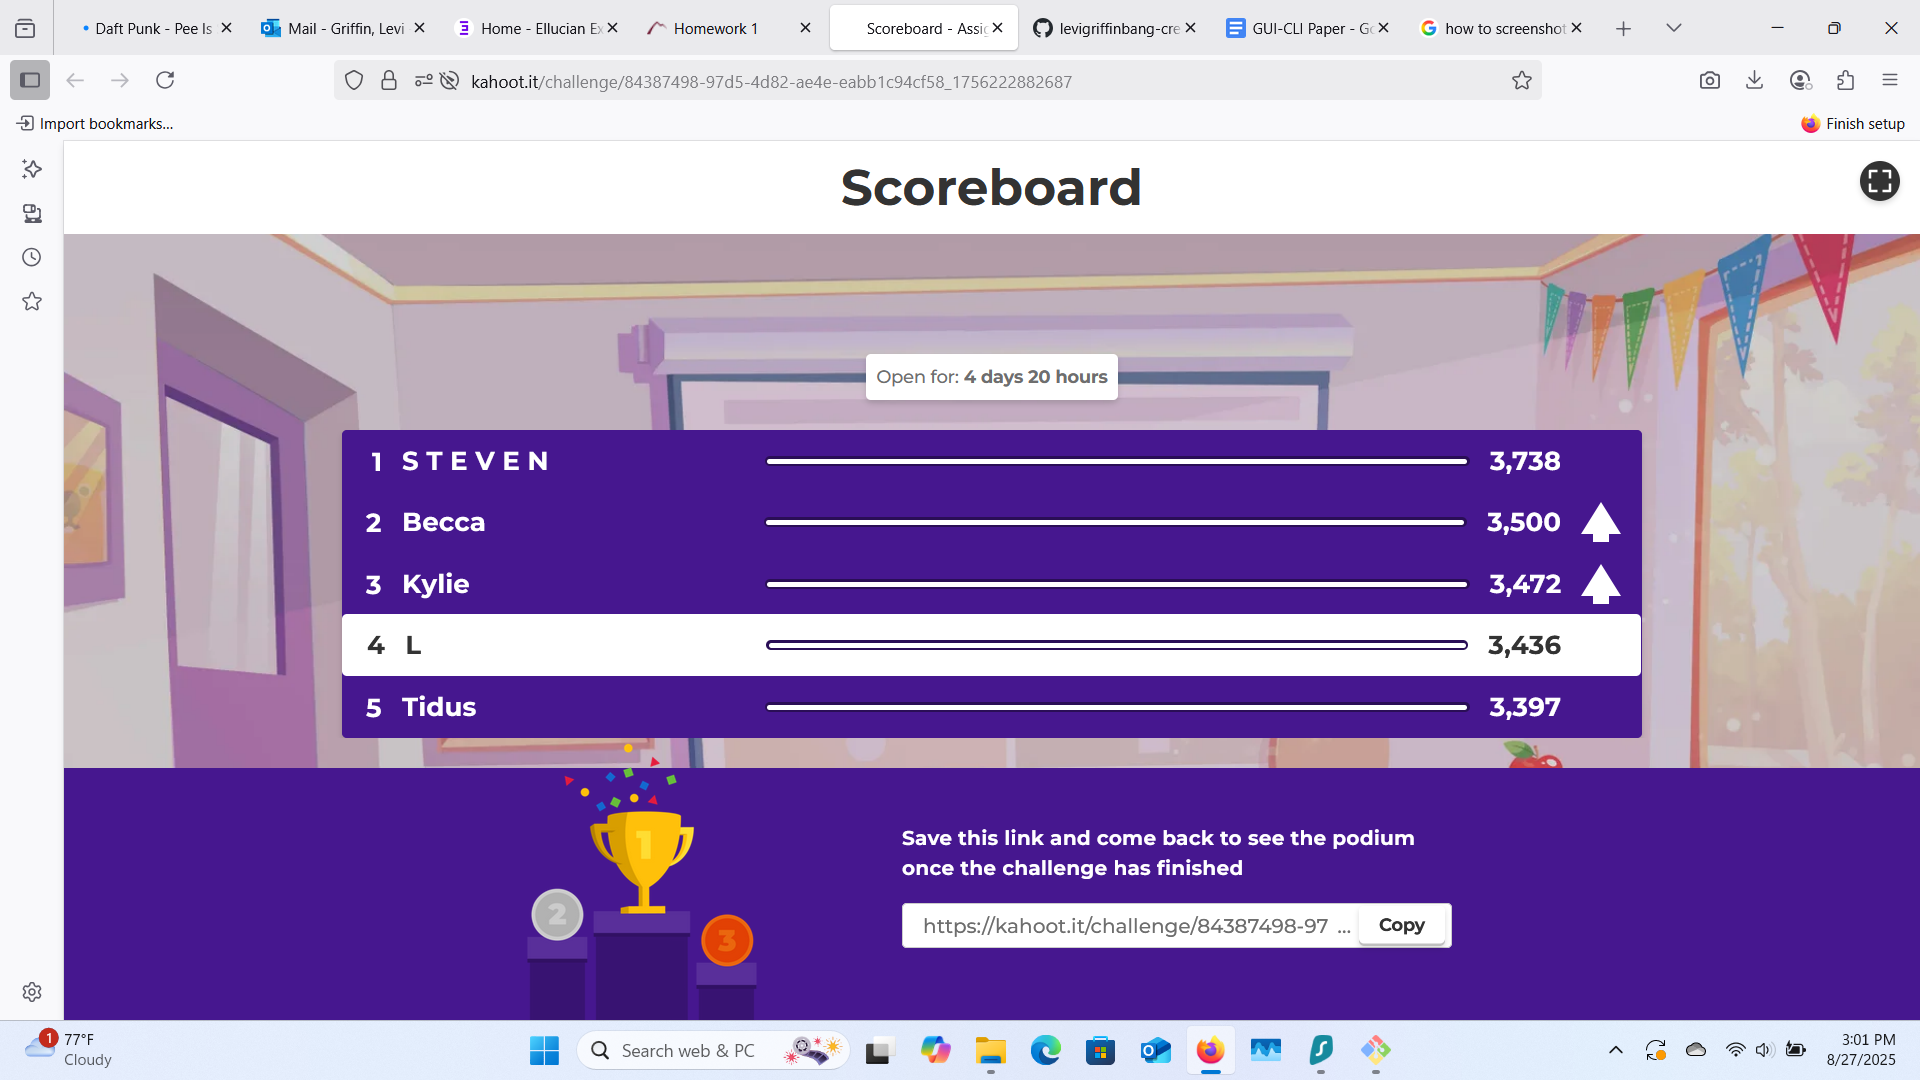 Daft Punk - Pee Is
Mail - Griffin, Levi
Home - Ellucian Ex
Homework 1
Scoreboard - Assig
levigriffinbang-cre
GUI-CLI Paper - Go
how to screenshot
kahoot.it/challenge/84387498-97d5-4d82-ae4e-eabb1c94cf58_1756222882687
Import bookmarks...
Finish setup
Scoreboard
Open for: 4 days 20 hours
1 S T E V E N 3,738
2 Becca 3,500
3 Kylie 3,472
4 L 3,436
5 Tidus 3,397
1
2
3
Save this link and come back to see the podium
once the challenge has finished
https://kahoot.it/challenge/84387498-97 ... Copy
1
77°F
Cloudy
Search web & PC
3:01 PM
8/27/2025